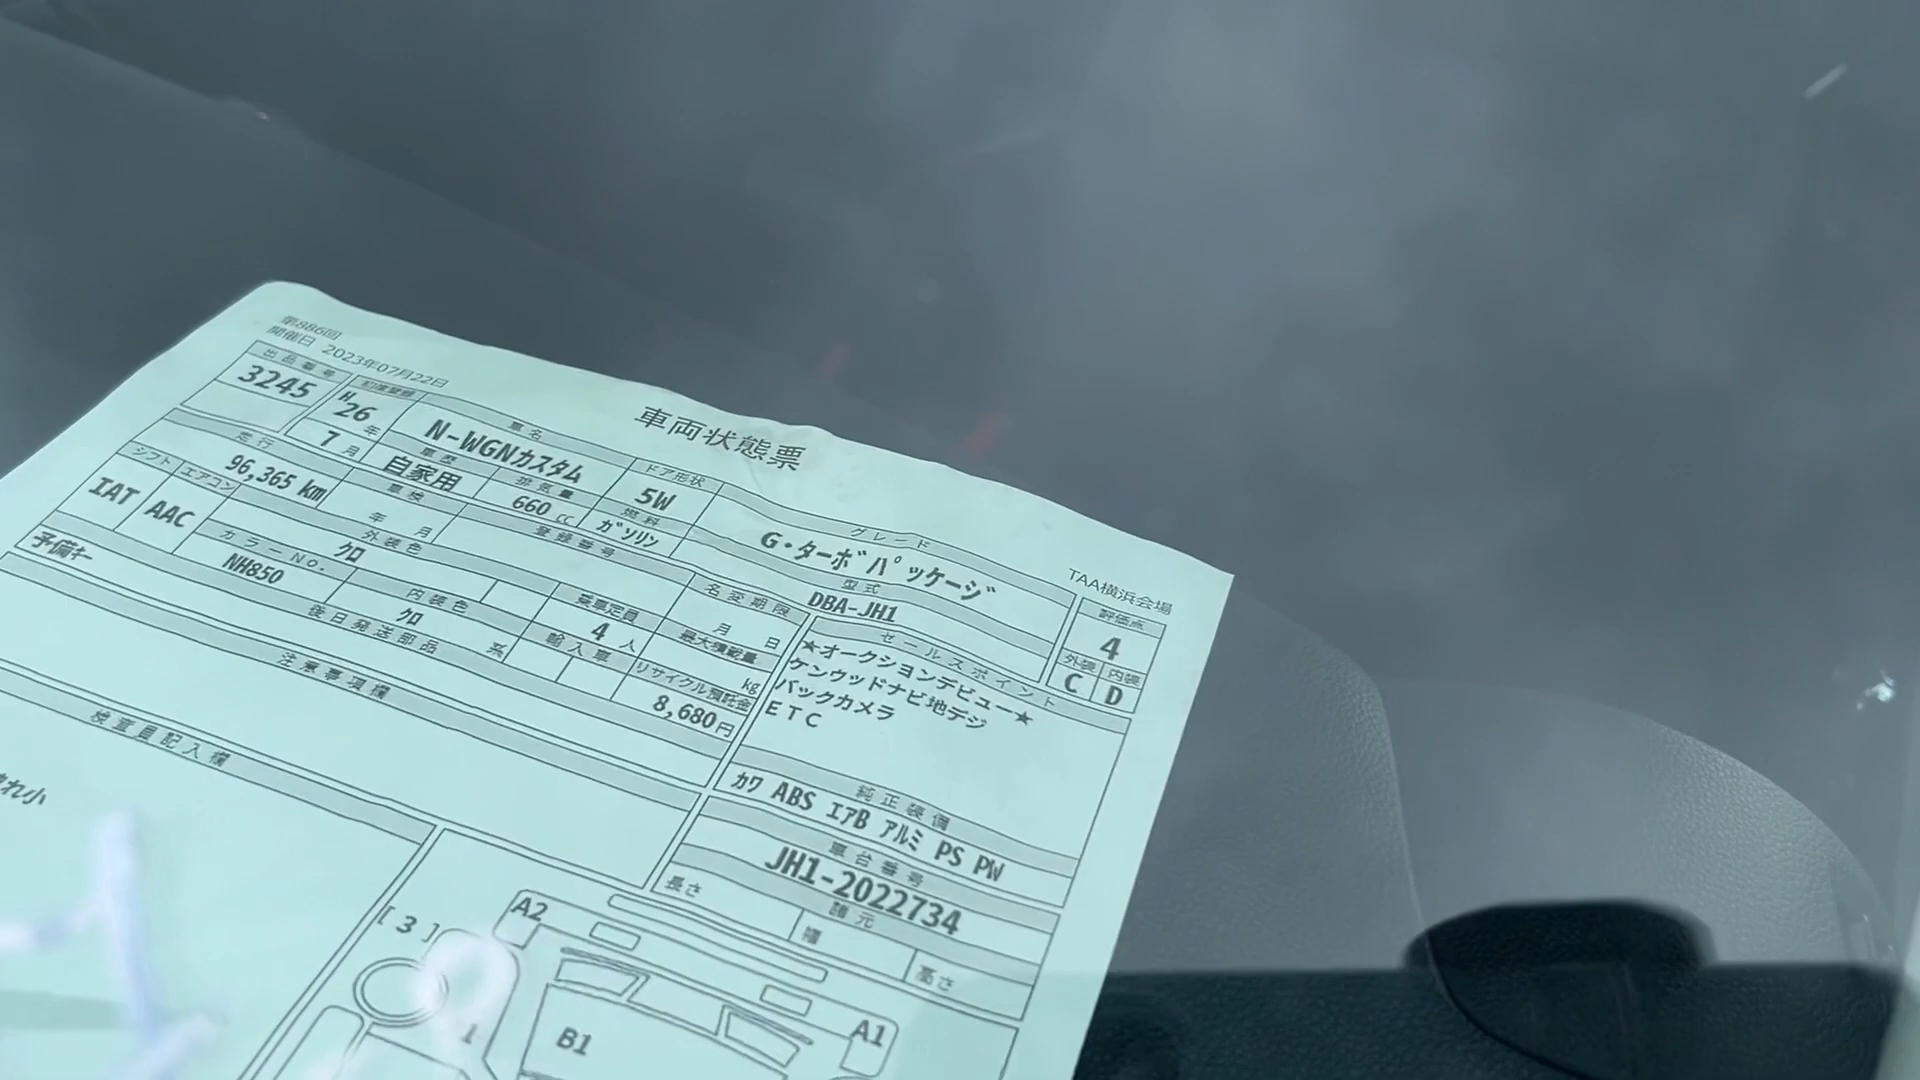 第886回
開催日 2023年07月22日
車両状態票
TAA横浜会場
出品番号 初度登録 車名 ドア形状 グレード 評価点
3245 H26年 7月 N-WGNカスタム 5W G・ターボパッケージ 4
走行 車歴 排気量 燃料 型式 外装 内装
96,365 km 自家用 660 cc ガソリン DBA-JH1 C D
シフト エアコン 車検 登録番号 名変期限 セールスポイント
IAT AAC 年 月 月 日
外装色 クロ
★オークションデビュー★
ケンウッドナビ地デジ
バックカメラ
ETC
予備キー カラーNo. 内装色 乗車定員 最大積載量
NH850 クロ 系 4人 kg
後日発送部品 輸入車 リサイクル預託金
8,680円
注意事項欄
純正装備
カワ ABS エアB アルミ PS PW
検査員記入欄
車台番号
JH1-2022734
諸元
長さ 幅 高さ
れ小
[ 3 ]
A2
A1
1
B1